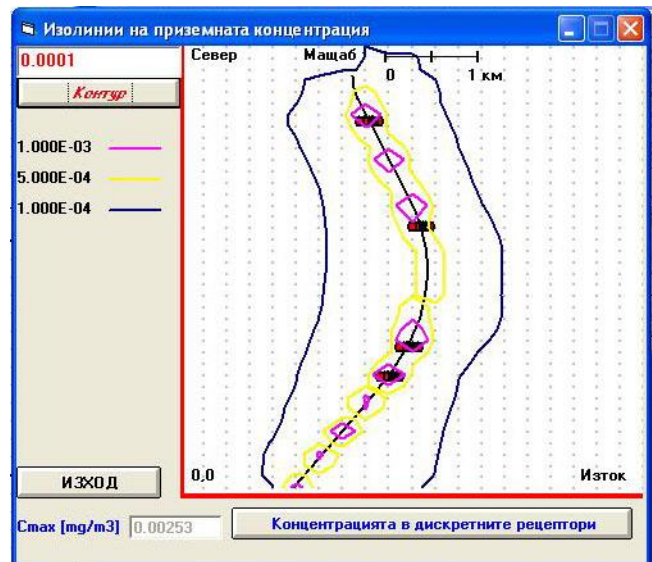 Изолинии на приземната концентрация
0.0001
Контур
1.000E-03
5.000E-04
1.000E-04
ИЗХОД
Север
Мащаб
0 1 км
0,0
Изток
Cmax [mg/m3] 0.00253
Концентрацията в дискретните рецептори